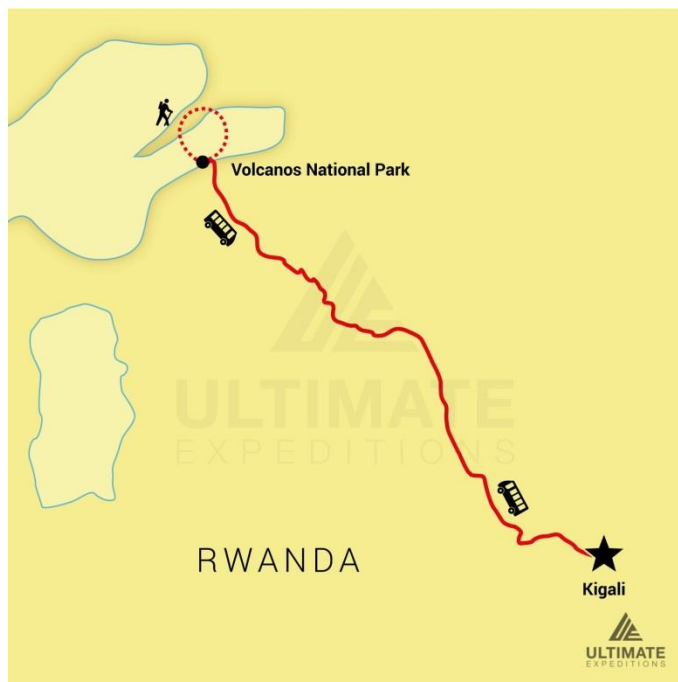 Volcanos National Park
ULTIMATE
EXPEDITIONS
RWANDA
Kigali
ULTIMATE
EXPEDITIONS